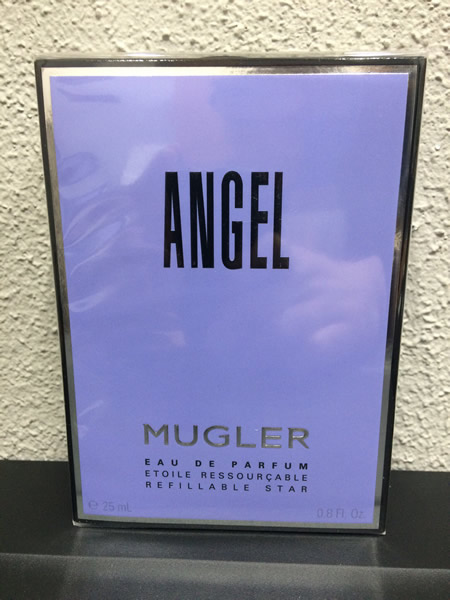 ANGEL
MUGLER
EAU DE PARFUM
ETOILE RESSOURÇABLE
REFILLABLE STAR
℮ 25 mL 0.8 Fl. Oz.